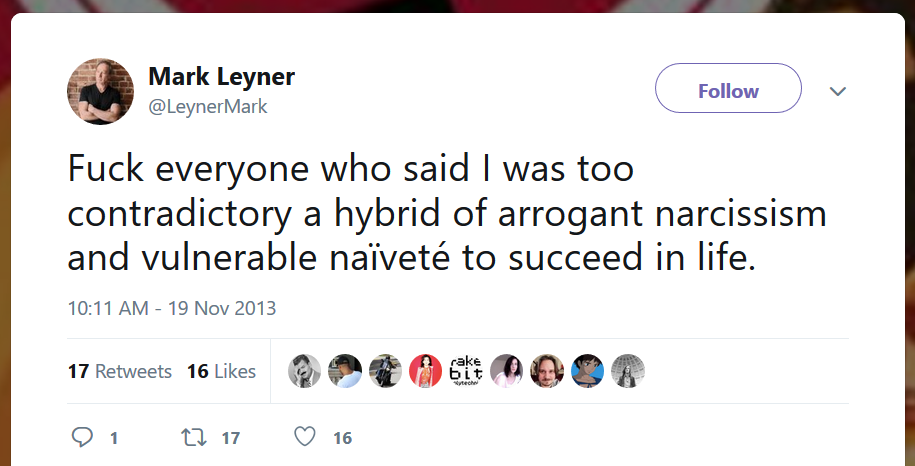 Mark Leyner
@LeynerMark
Follow
Fuck everyone who said I was too
contradictory a hybrid of arrogant narcissism
and vulnerable naïveté to succeed in life.
10:11 AM - 19 Nov 2013
17 Retweets 16 Likes
rake
bit
1 17 16